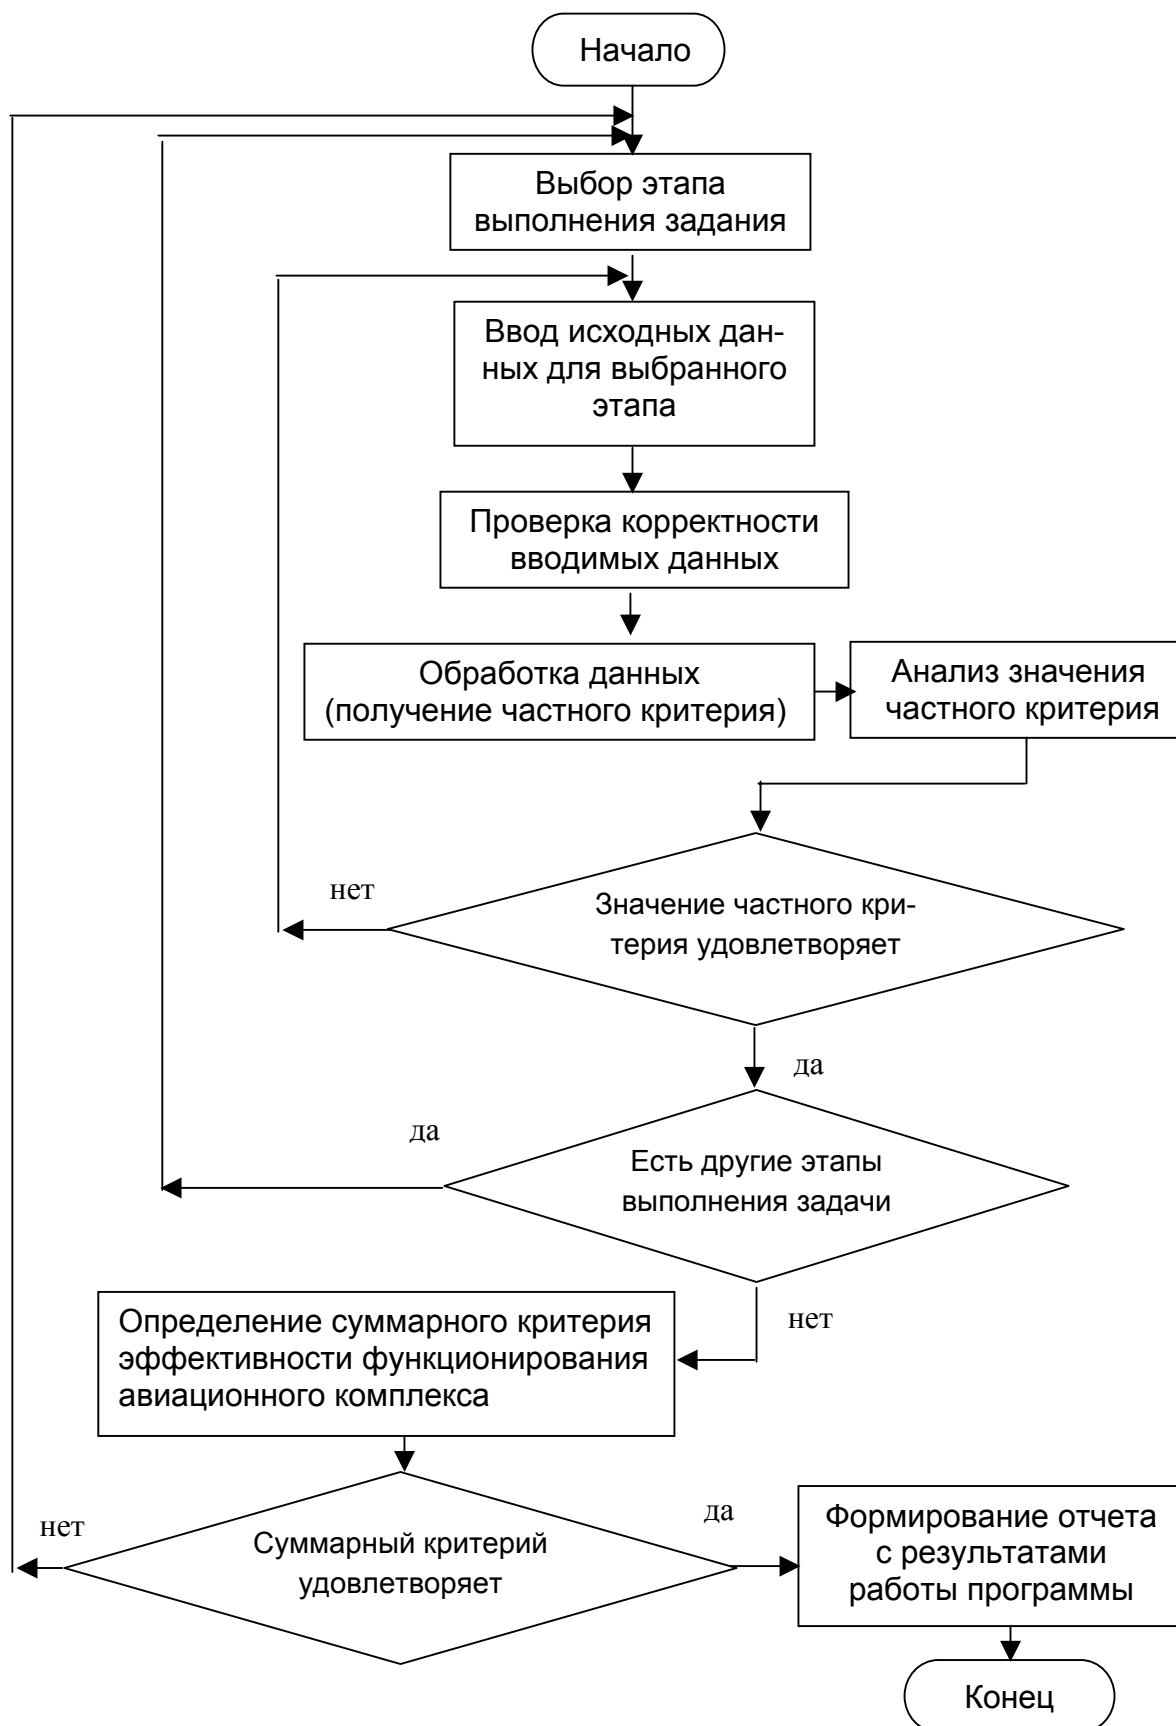 Начало
Выбор этапа
выполнения задания
Ввод исходных дан-
ных для выбранного
этапа
Проверка корректности
вводимых данных
Обработка данных
(получение частного критерия)
Анализ значения
частного критерия
нет
Значение частного кри-
терия удовлетворяет
да
да
Есть другие этапы
выполнения задачи
нет
Определение суммарного критерия
эффективности функционирования
авиационного комплекса
нет
Суммарный критерий
удовлетворяет
да
Формирование отчета
с результатами
работы программы
Конец